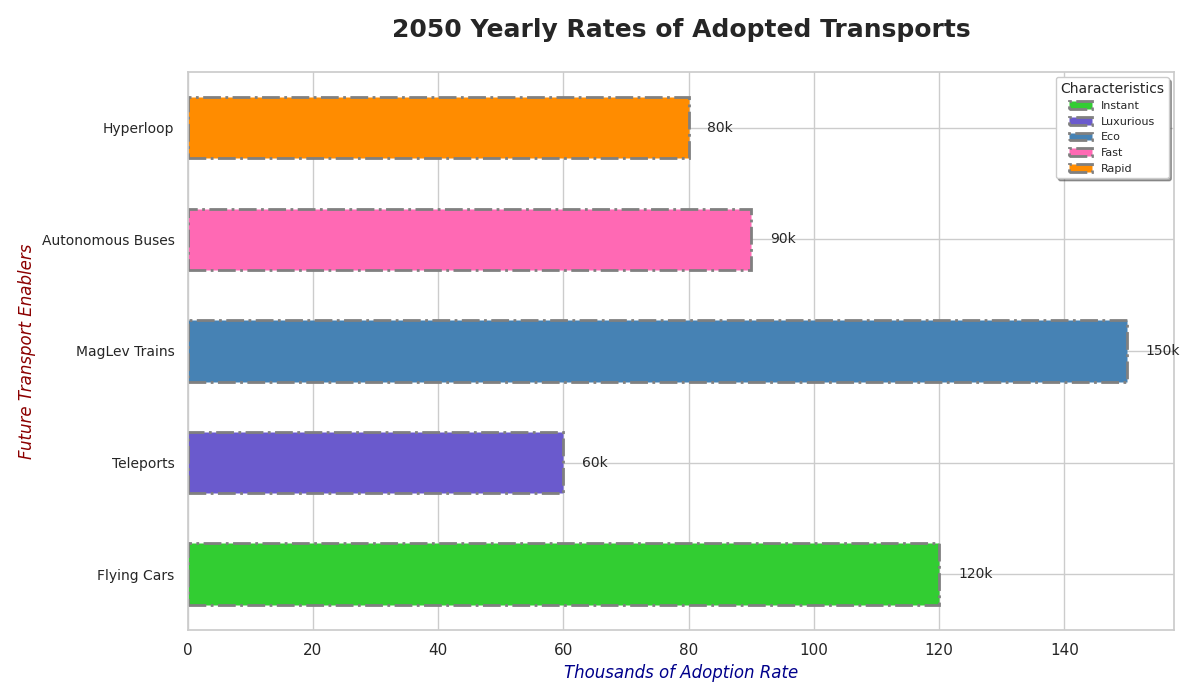 2050 Yearly Rates of Adopted Transports
Characteristics
Instant
Luxurious
Eco
Fast
Rapid
Future Transport Enablers
Hyperloop
80k
Autonomous Buses
90k
MagLev Trains
150k
Teleports
60k
Flying Cars
120k
0 20 40 60 80 100 120 140
Thousands of Adoption Rate